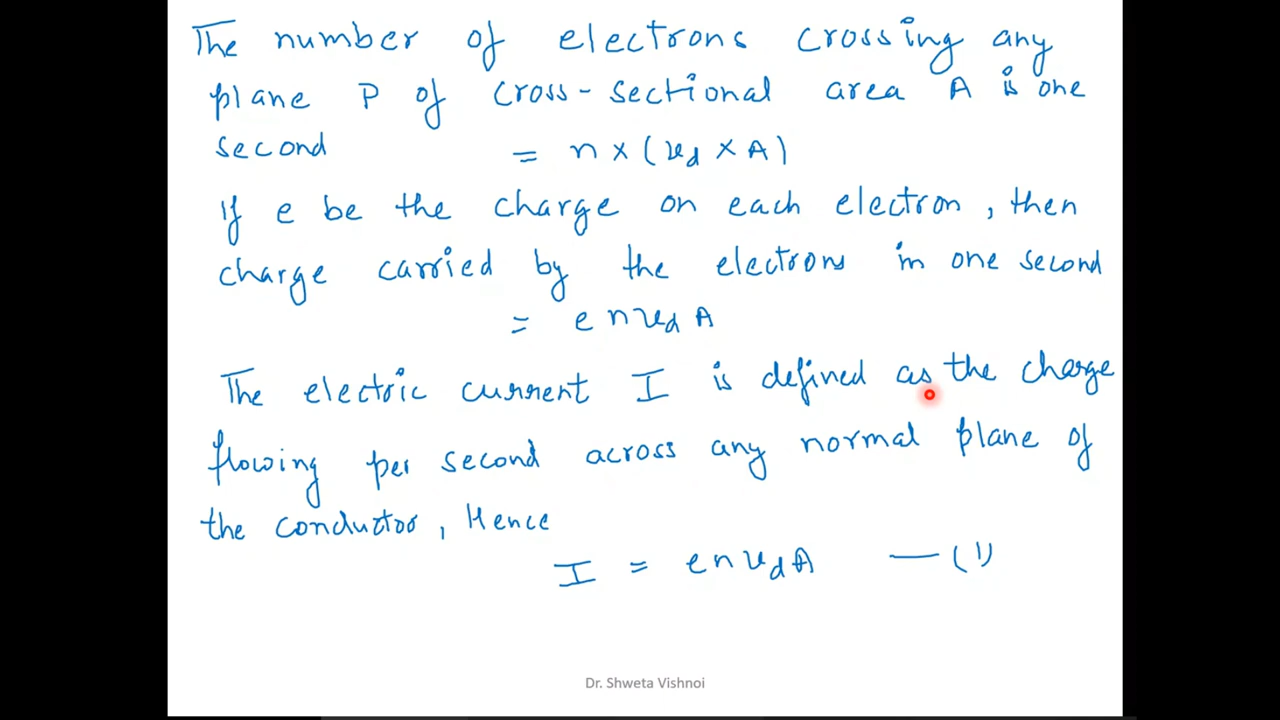 The number of electrons crossing any
plane P of cross-sectional area A is one
second = n × (vd × A)
If e be the charge on each electron, then
charge carried by the electrons in one second
= e n vd A
The electric current I is defined as the charge
flowing per second across any normal plane of
the conductor, Hence
I = e n vd A — (1)
Dr. Shweta Vishnoi